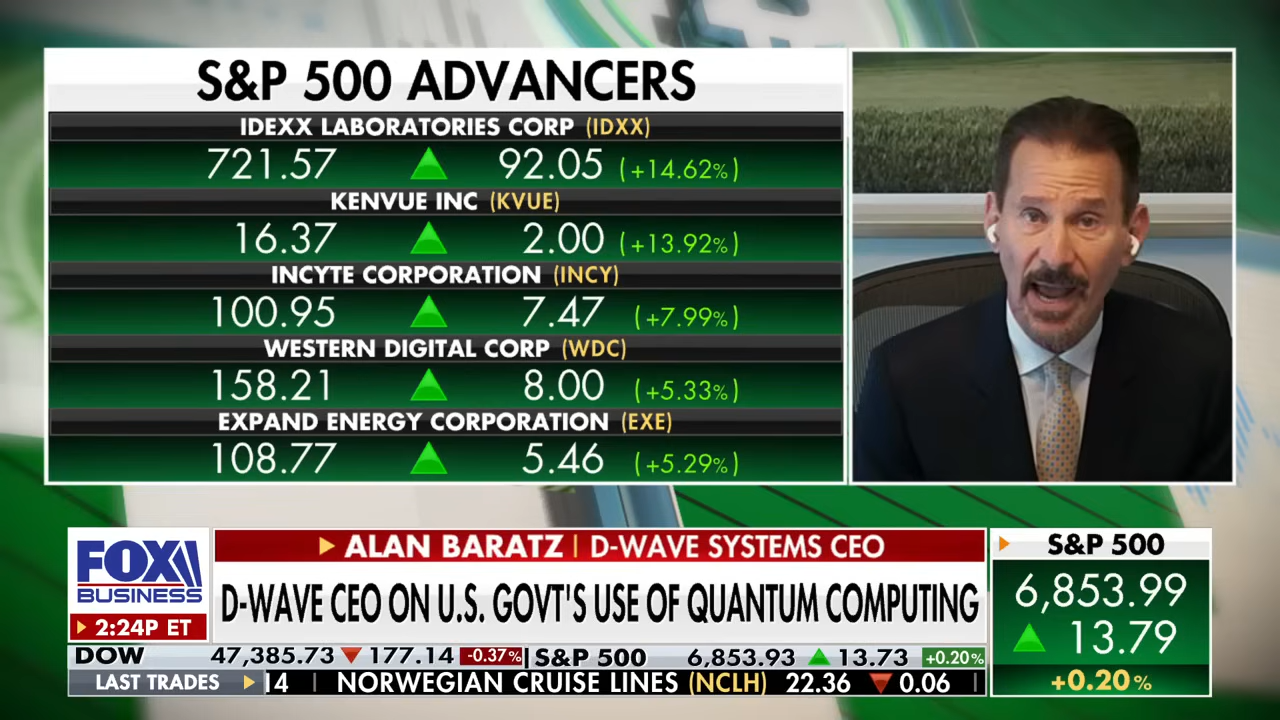 S&P 500 ADVANCERS
IDEXX LABORATORIES CORP (IDXX)
721.57 ▲ 92.05 (+14.62%)
KENVUE INC (KVUE)
16.37 ▲ 2.00 (+13.92%)
INCYTE CORPORATION (INCY)
100.95 ▲ 7.47 (+7.99%)
WESTERN DIGITAL CORP (WDC)
158.21 ▲ 8.00 (+5.33%)
EXPAND ENERGY CORPORATION (EXE)
108.77 ▲ 5.46 (+5.29%)
FOX
BUSINESS
2:24P ET
ALAN BARATZ | D-WAVE SYSTEMS CEO
D-WAVE CEO ON U.S. GOVT'S USE OF QUANTUM COMPUTING
S&P 500
6,853.99
▲ 13.79
+0.20%
DOW 47,385.73 ▼ 177.14 -0.37% S&P 500 6,853.93 ▲ 13.73 +0.20%
LAST TRADES 14 | NORWEGIAN CRUISE LINES (NCLH) 22.36 ▼ 0.06 |